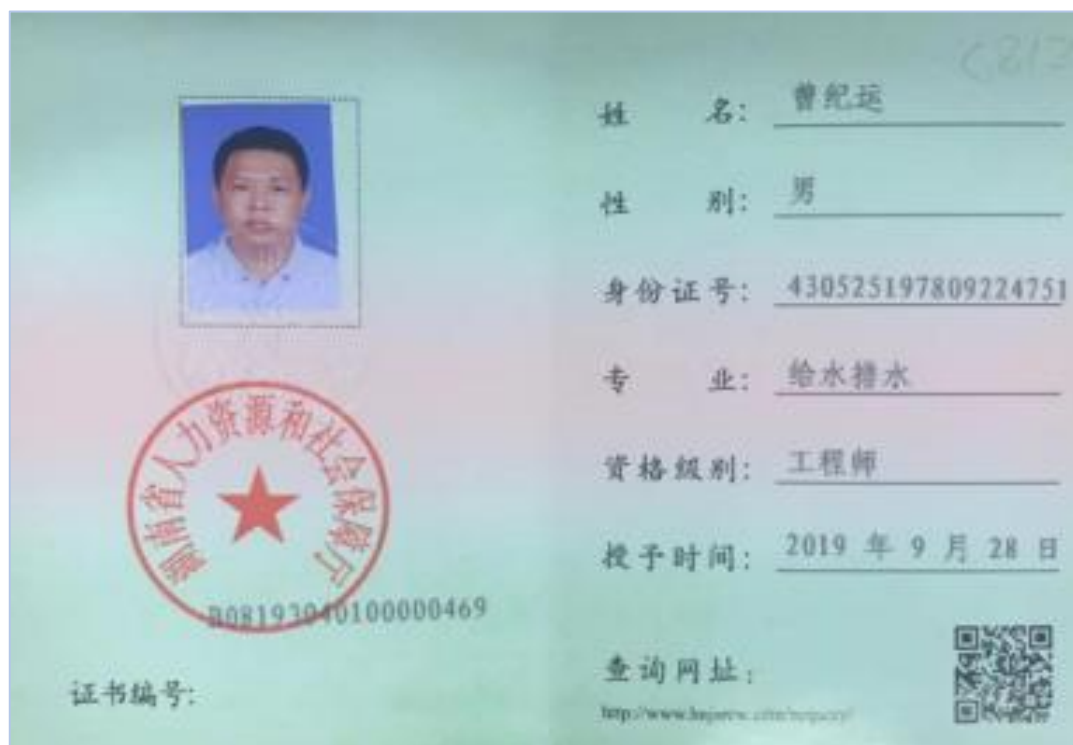 湖南省人力资源和社会保障厅
B08193040100000469
证书编号:
姓 名: 曾纪运
性 别: 男
身份证号: 430525197809224751
专 业: 给水排水
资格级别: 工程师
授予时间: 2019 年 9 月 28 日
查询网址: